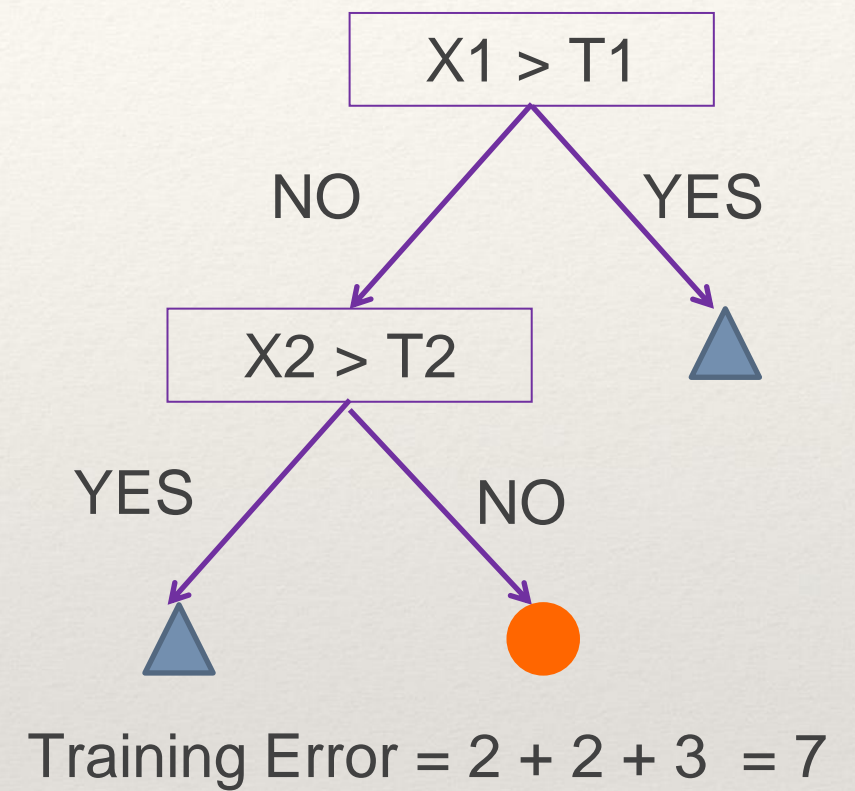 X1 > T1
NO
YES
X2 > T2
YES
NO
Training Error = 2 + 2 + 3 = 7